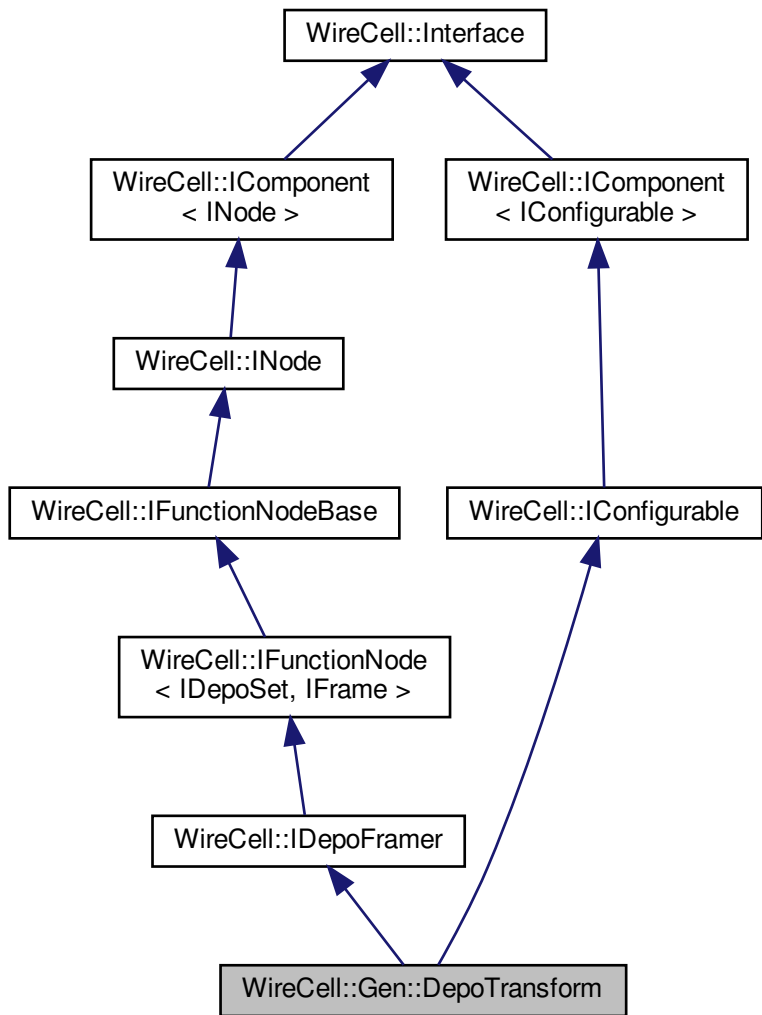 WireCell::Interface
WireCell::IComponent
< INode >
WireCell::IComponent
< IConfigurable >
WireCell::INode
WireCell::IFunctionNodeBase
WireCell::IConfigurable
WireCell::IFunctionNode
< IDepoSet, IFrame >
WireCell::IDepoFramer
WireCell::Gen::DepoTransform